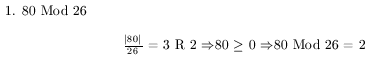 1. 80 Mod 26
|80|/26 = 3 R 2 ⇒80 ≥ 0 ⇒80 Mod 26 = 2